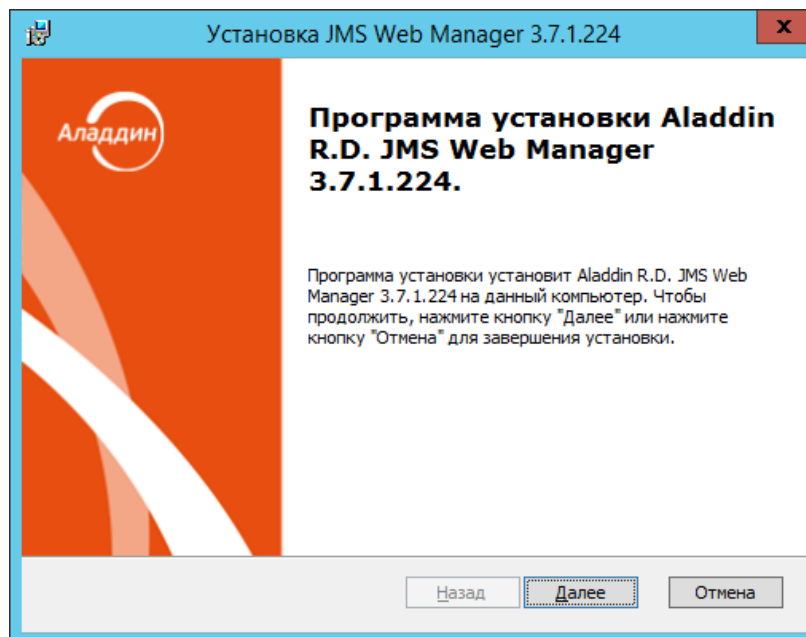 Установка JMS Web Manager 3.7.1.224
x
Аладдин
Программа установки Aladdin
R.D. JMS Web Manager
3.7.1.224.
Программа установки установит Aladdin R.D. JMS Web
Manager 3.7.1.224 на данный компьютер. Чтобы
продолжить, нажмите кнопку "Далее" или нажмите
кнопку "Отмена" для завершения установки.
Назад
Далее
Отмена